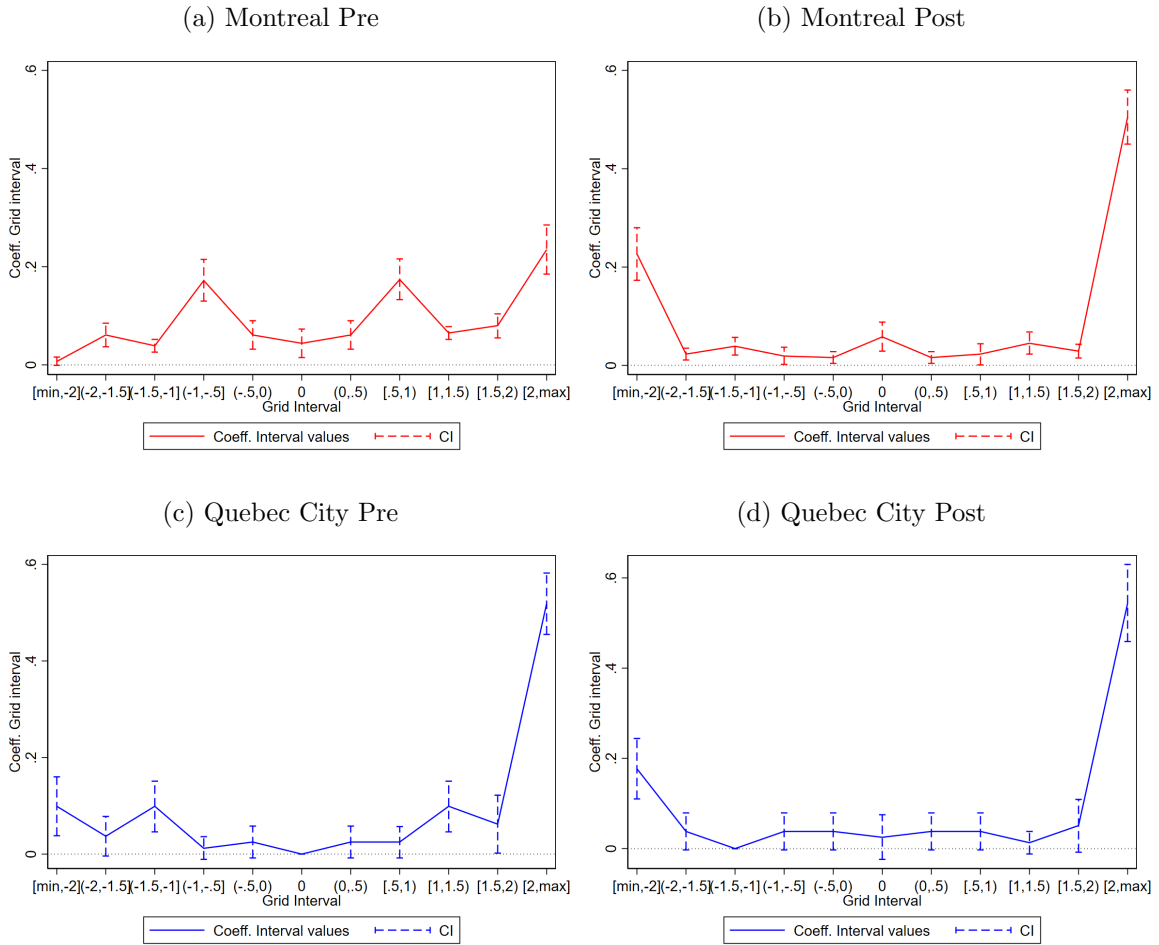 (a) Montreal Pre
(b) Montreal Post
Coeff. Grid interval
0 .2 .4 .6
[min,-2] (-2,-1.5] (-1.5,-1] (-1,-.5] (-.5,0) 0 (0,.5) [.5,1) [1,1.5) [1.5,2) [2,max]
Grid Interval
Coeff. Interval values CI
Coeff. Grid interval
0 .2 .4 .6
[min,-2] (-2,-1.5] (-1.5,-1] (-1,-.5] (-.5,0) 0 (0,.5) [.5,1) [1,1.5) [1.5,2) [2,max]
Grid Interval
Coeff. Interval values CI
(c) Quebec City Pre
(d) Quebec City Post
Coeff. Grid interval
0 .2 .4 .6
[min,-2] (-2,-1.5] (-1.5,-1] (-1,-.5] (-.5,0) 0 (0,.5) [.5,1) [1,1.5) [1.5,2) [2,max]
Grid Interval
Coeff. Interval values CI
Coeff. Grid interval
0 .2 .4 .6
[min,-2] (-2,-1.5] (-1.5,-1] (-1,-.5] (-.5,0) 0 (0,.5) [.5,1) [1,1.5) [1.5,2) [2,max]
Grid Interval
Coeff. Interval values CI